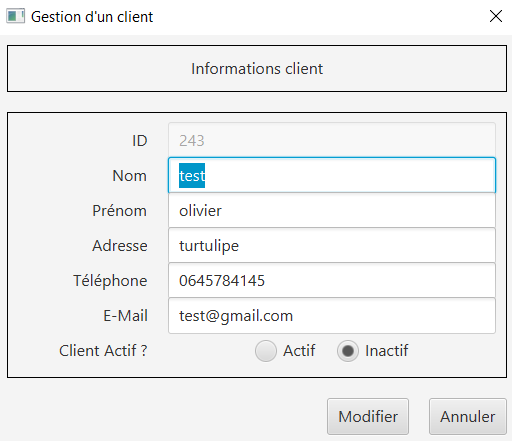 Gestion d'un client
Informations client
ID 243
Nom test
Prénom olivier
Adresse turtulipe
Téléphone 0645784145
E-Mail test@gmail.com
Client Actif ? Actif Inactif
Modifier Annuler